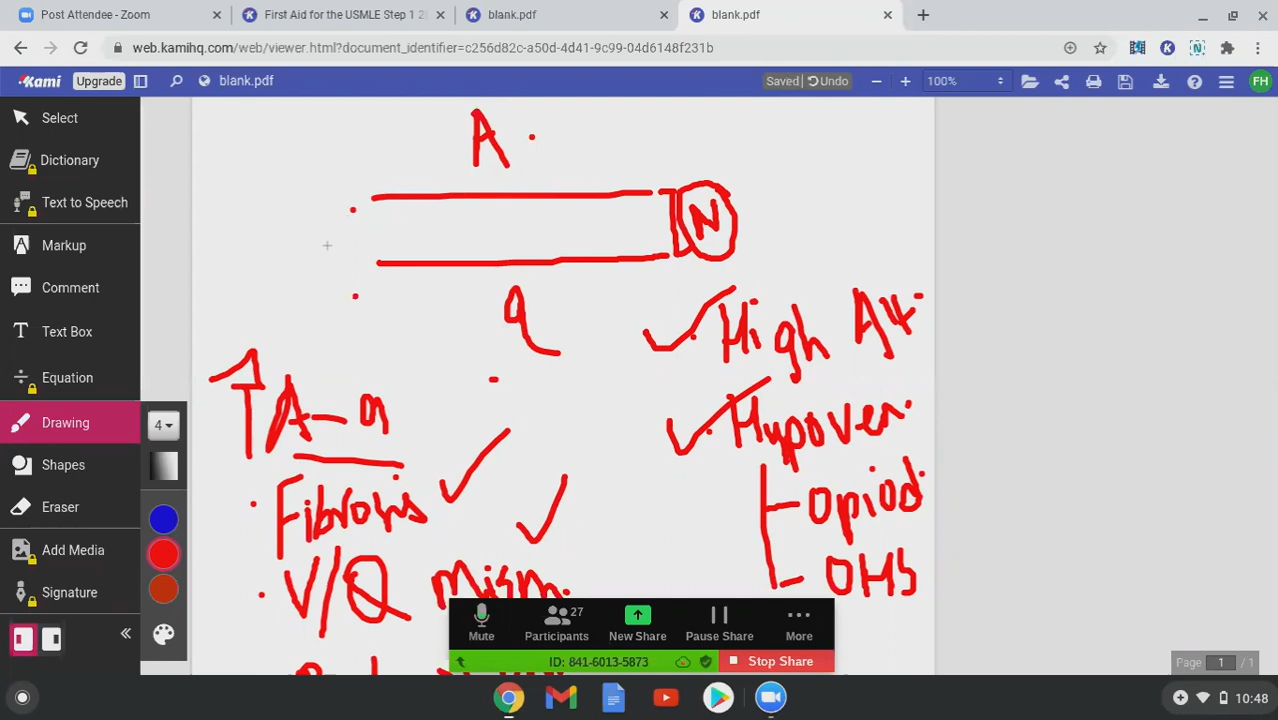 Post Attendee - Zoom
First Aid for the USMLE Step 1 2
blank.pdf
blank.pdf
web.kamihq.com/web/viewer.html?document_identifier=c256d82c-a50d-4d41-9c99-04d6148f231b
Kami
Upgrade
blank.pdf
Saved
Undo
100%
FH
Select
Dictionary
Text to Speech
Markup
Comment
Text Box
Equation
Drawing
4
Shapes
Eraser
Add Media
Signature
A
N
a
High Alt
Hypoven
Opiod
OHS
A-a
Fibrosis
V/Q mism.
27
Mute
Participants
New Share
Pause Share
More
ID: 841-6013-5873
Stop Share
Page 1 / 1
10:48